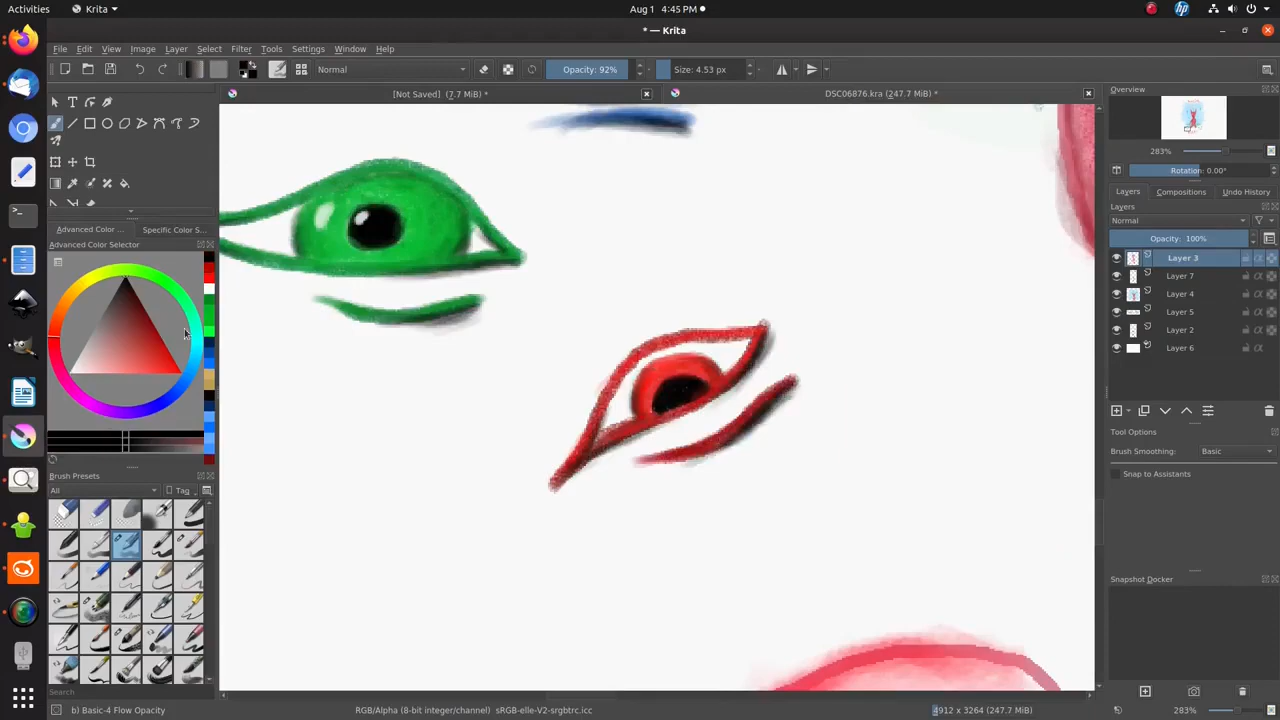 Activities
Krita
Aug 1 4:45 PM
* — Krita
File Edit View Image Layer Select Filter Tools Settings Window Help
Normal
Opacity: 92%
Size: 4.53 px
[Not Saved] (7.7 MiB) *
DSC06876.kra (247.7 MiB) *
Overview
283%
Rotation: 0.00°
Layers Compositions Undo History
Layers
Normal
Opacity: 100%
Layer 3
Layer 7
Layer 4
Layer 5
Layer 2
Layer 6
Advanced Color ... Specific Color S...
Advanced Color Selector
Tool Options
Brush Smoothing: Basic
Snap to Assistants
Brush Presets
All
Tag
Snapshot Docker
Search
b) Basic-4 Flow Opacity
RGB/Alpha (8-bit integer/channel) sRGB-elle-V2-srgbtrc.icc
4912 x 3264 (247.7 MiB)
283%